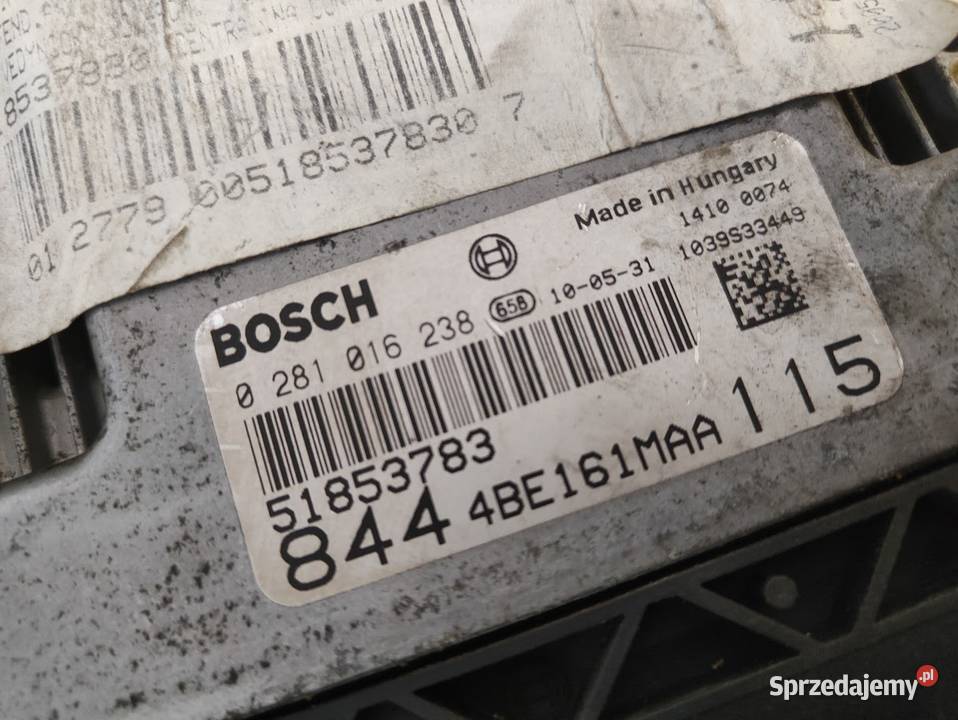 518537830
01 2779 00518537830 7
Made in Hungary
1410 0074
1039S33449
BOSCH
0 281 016 238 658 10-05-31
51853783
844 4BE161MAA 115
Sprzedajemy.pl